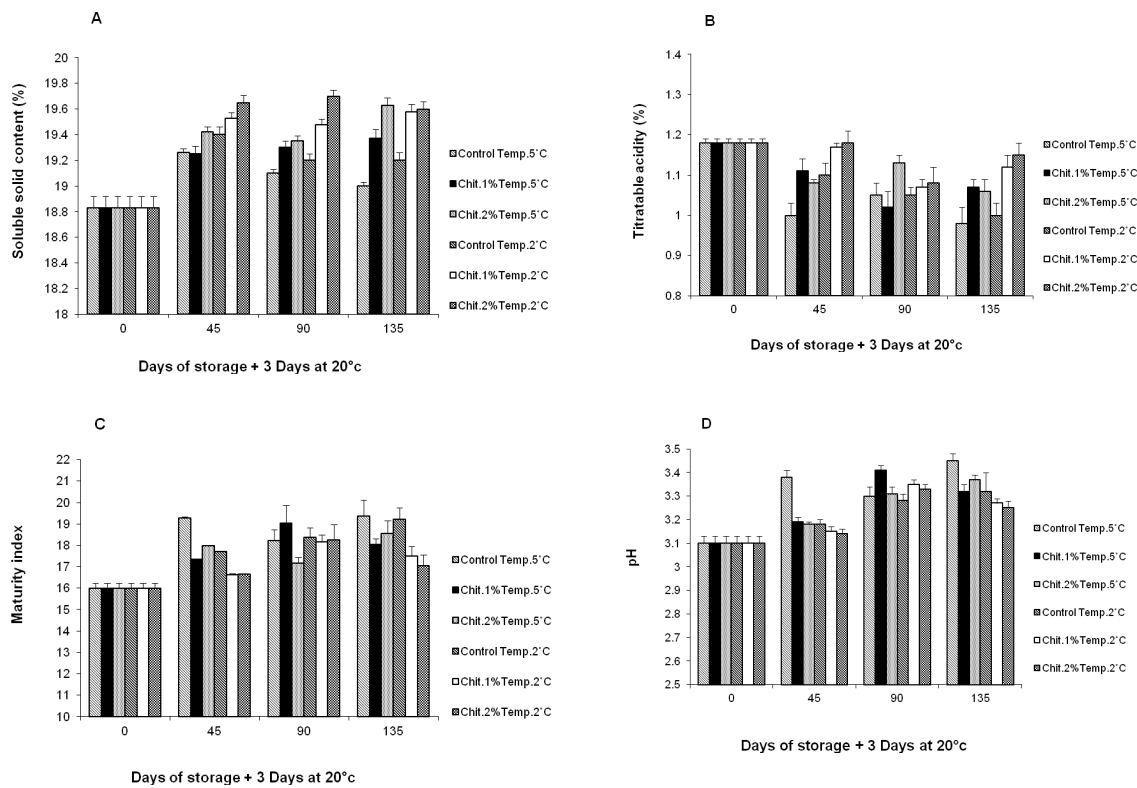 A
Soluble solid content (%)
20
19.8
19.6
19.4
19.2
19
18.8
18.6
18.4
18.2
18
0 45 90 135
Days of storage + 3 Days at 20°c
Control Temp.5°C
Chit.1%Temp.5°C
Chit.2%Temp.5°C
Control Temp.2°C
Chit.1%Temp.2°C
Chit.2%Temp.2°C
B
Titratable acidity (%)
1.4
1.3
1.2
1.1
1
0.9
0.8
0 45 90 135
Days of storage + 3 Days at 20°c
Control Temp.5°C
Chit.1%Temp.5°C
Chit.2%Temp.5°C
Control Temp.2°C
Chit.1%Temp.2°C
Chit.2%Temp.2°C
C
Maturity index
22
21
20
19
18
17
16
15
14
13
12
11
10
0 45 90 135
Days of storage + 3 Days at 20°c
Control Temp.5°C
Chit.1%Temp.5°C
Chit.2%Temp.5°C
Control Temp.2°C
Chit.1%Temp.2°C
Chit.2%Temp.2°C
D
pH
3.5
3.4
3.3
3.2
3.1
3
2.9
2.8
2.7
2.6
2.5
0 45 90 135
Days of storage + 3 Days at 20°c
Control Temp.5°C
Chit.1%Temp.5°C
Chit.2%Temp.5°C
Control Temp.2°C
Chit.1%Temp.2°C
Chit.2%Temp.2°C